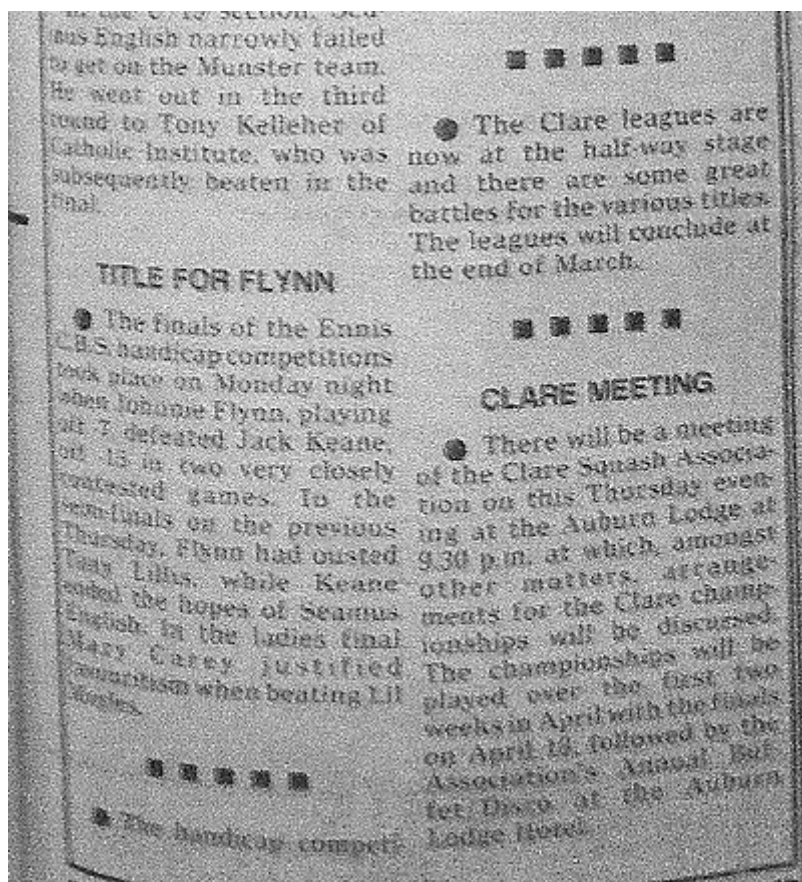 in the U-15 section, Sea-
mus English narrowly failed
to get on the Munster team.
He went out in the third
round to Tony Kelleher of
Catholic Institute, who was
subsequently beaten in the
final.
TITLE FOR FLYNN
● The finals of the Ennis
C.B.S. handicap competitions
took place on Monday night
when Johnnie Flynn, playing
off 7 defeated Jack Keane,
off 15 in two very closely
contested games. In the
semi-finals on the previous
Thursday, Flynn had ousted
Tony Lillis, while Keane
ended the hopes of Seamus
English. In the ladies final
Mary Carey justified
favouritism when beating Lil
● The handicap competi-
● The Clare leagues are
now at the half-way stage
and there are some great
battles for the various titles.
The leagues will conclude at
the end of March.
CLARE MEETING
● There will be a meeting
of the Clare Squash Associa-
tion on this Thursday even-
ing at the Auburn Lodge at
9.30 p.m. at which, amongst
other matters, arrange-
ments for the Clare champ-
ionships will be discussed.
The championships will be
played over the first two
weeks in April with the finals
on April 14, followed by the
Association's Annual Buf-
fet Disco at the Auburn
Lodge Hotel.